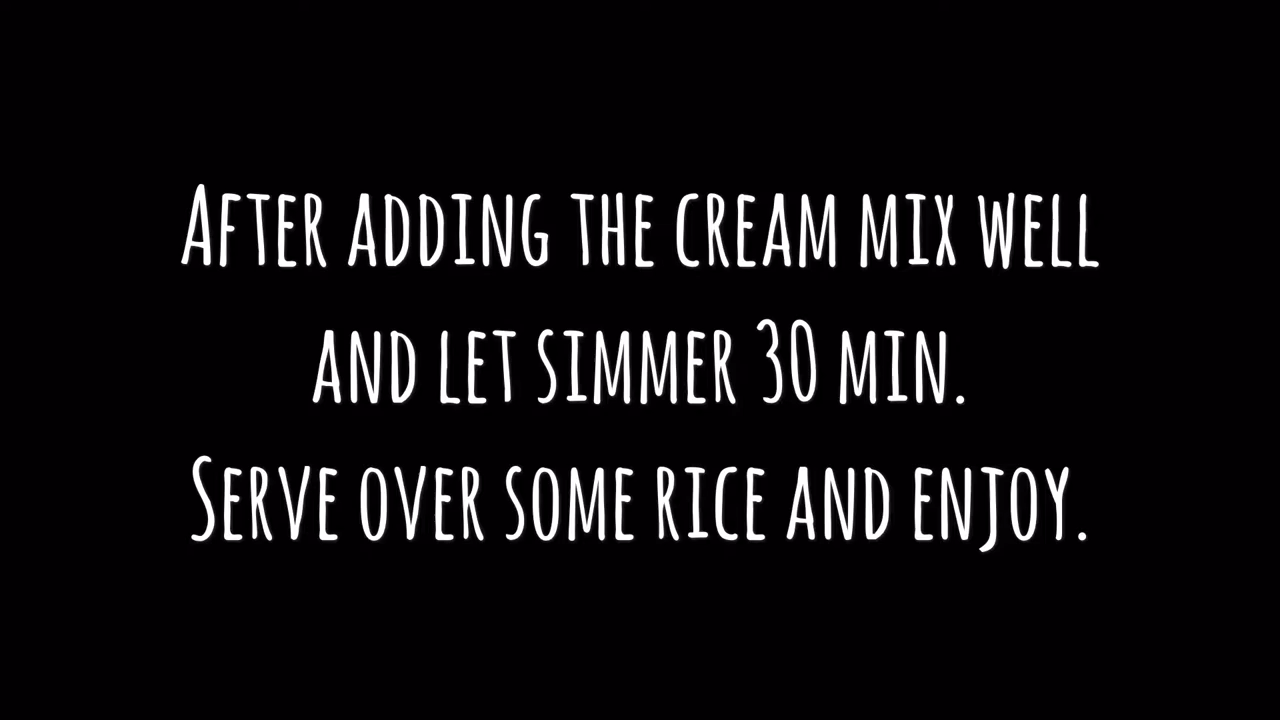 After adding the cream mix well
and let simmer 30 min.
Serve over some rice and enjoy.